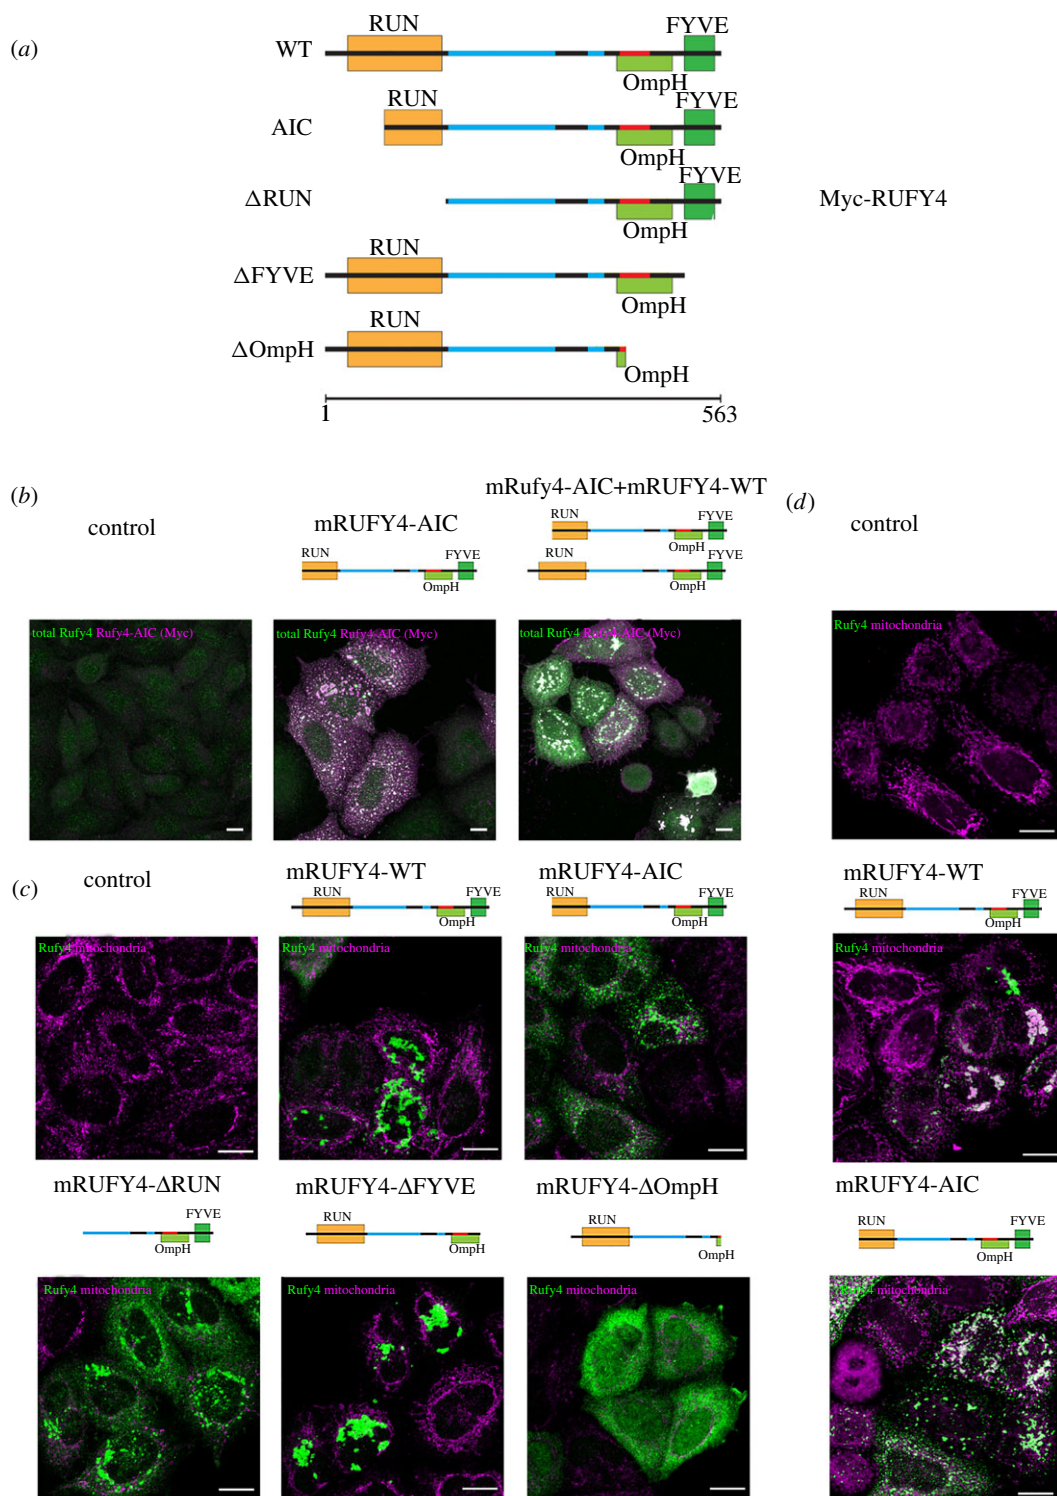 (a)
RUN
FYVE
WT
OmpH
RUN
FYVE
AIC
OmpH
FYVE
ΔRUN
Myc-RUFY4
OmpH
RUN
ΔFYVE
OmpH
RUN
ΔOmpH
OmpH
1
563
(b)
control
mRUFY4-AIC
RUN
FYVE
OmpH
mRufy4-AIC+mRUFY4-WT
RUN
FYVE
OmpH
RUN
FYVE
OmpH
total Rufy4 Rufy4-AIC (Myc)
total Rufy4 Rufy4-AIC (Myc)
total Rufy4 Rufy4-AIC (Myc)
(d)
control
Rufy4 mitochondria
(c)
control
mRUFY4-WT
RUN
FYVE
OmpH
mRUFY4-AIC
RUN
FYVE
OmpH
mRUFY4-WT
RUN
FYVE
OmpH
Rufy4 mitochondria
Rufy4 mitochondria
Rufy4 mitochondria
Rufy4 mitochondria
mRUFY4-ΔRUN
FYVE
OmpH
mRUFY4-ΔFYVE
RUN
OmpH
mRUFY4-ΔOmpH
RUN
OmpH
mRUFY4-AIC
RUN
FYVE
OmpH
Rufy4 mitochondria
Rufy4 mitochondria
Rufy4 mitochondria
Rufy4 mitochondria